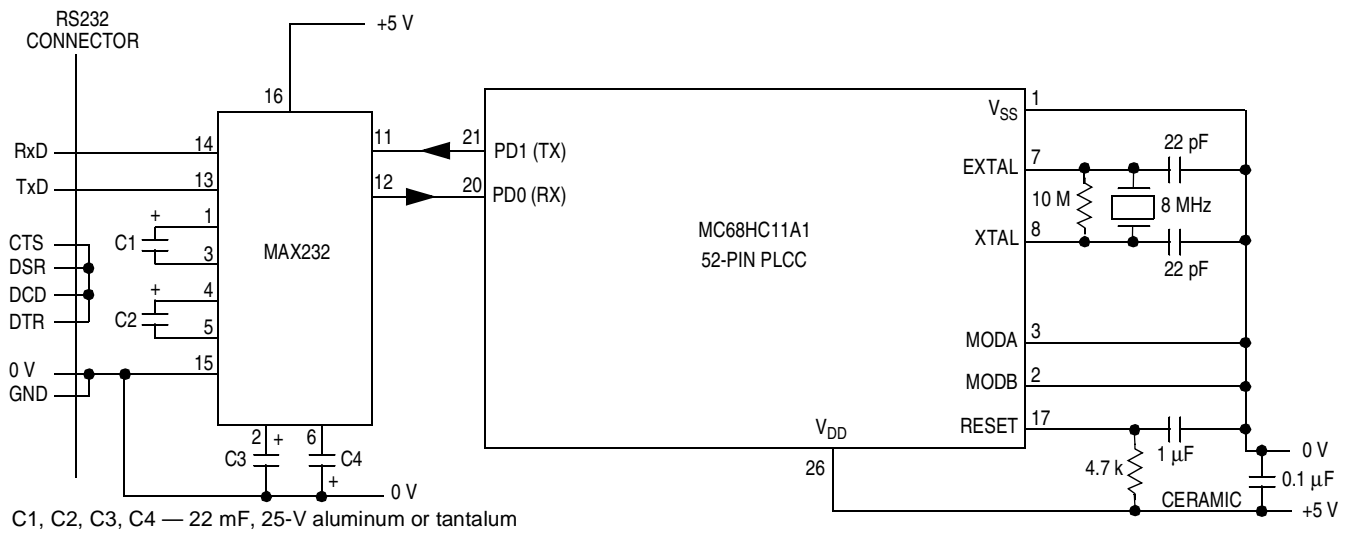 RS232
CONNECTOR
+5 V
16
RxD
14
11
21
PD1 (TX)
TxD
13
12
20
PD0 (RX)
+
1
C1
3
CTS
DSR
DCD
DTR
+
4
C2
5
0 V
15
GND
MAX232
2
+
6
C3
C4
+
0 V
MC68HC11A1
52-PIN PLCC
VSS
1
EXTAL
7
22 pF
10 M
8 MHz
XTAL
8
22 pF
MODA
3
MODB
2
RESET
17
VDD
26
4.7 k
1 µF
0 V
0.1 µF
CERAMIC
+5 V
C1, C2, C3, C4 — 22 mF, 25-V aluminum or tantalum